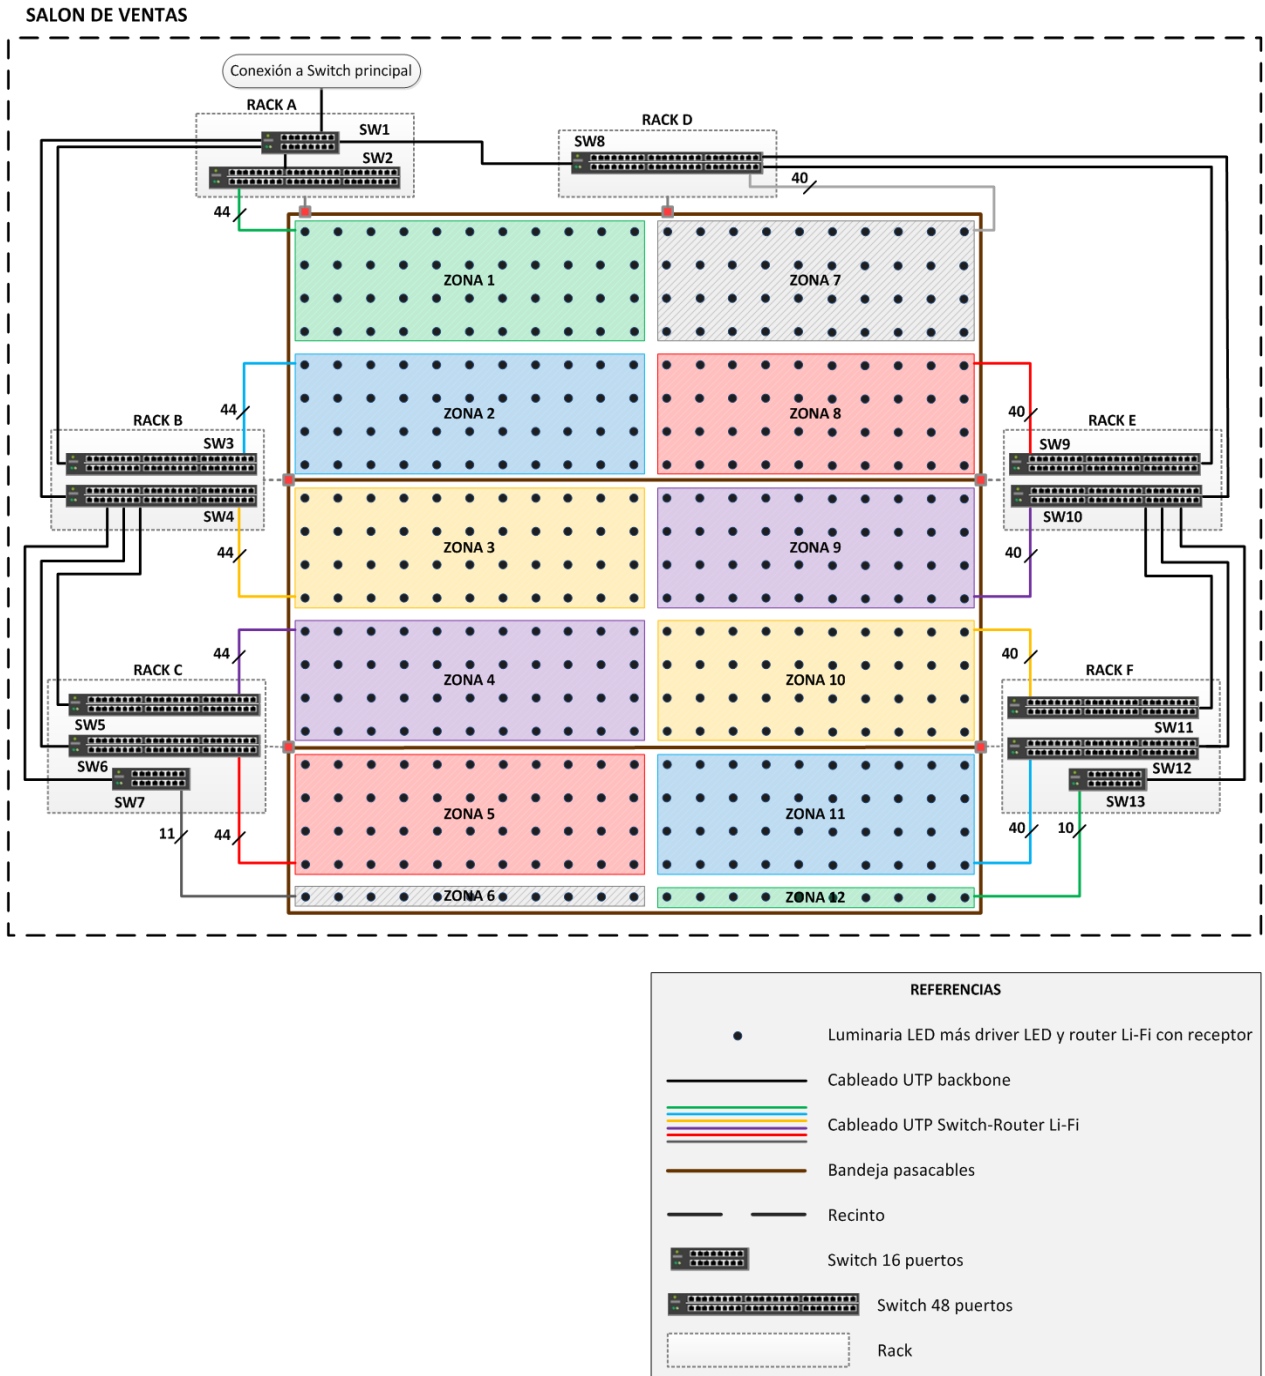 SALON DE VENTAS
Conexión a Switch principal
RACK A
SW1
SW2
RACK D
SW8
44
40
ZONA 1
ZONA 7
44
ZONA 2
ZONA 8
40
RACK B
SW3
SW4
RACK E
SW9
SW10
44
ZONA 3
ZONA 9
40
44
ZONA 4
ZONA 10
40
RACK C
SW5
SW6
SW7
RACK F
SW11
SW12
SW13
11
44
ZONA 5
ZONA 11
40
10
ZONA 6
ZONA 12
REFERENCIAS
Luminaria LED más driver LED y router Li-Fi con receptor
Cableado UTP backbone
Cableado UTP Switch-Router Li-Fi
Bandeja pasacables
Recinto
Switch 16 puertos
Switch 48 puertos
Rack